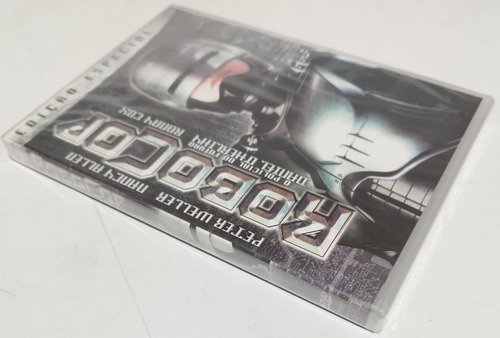 EDIÇÃO ESPECIAL
PETER WELLER NANCY ALLEN
ROBOCOP
O POLICIAL DO FUTURO
DANIEL O'HERLIHY RONNY COX